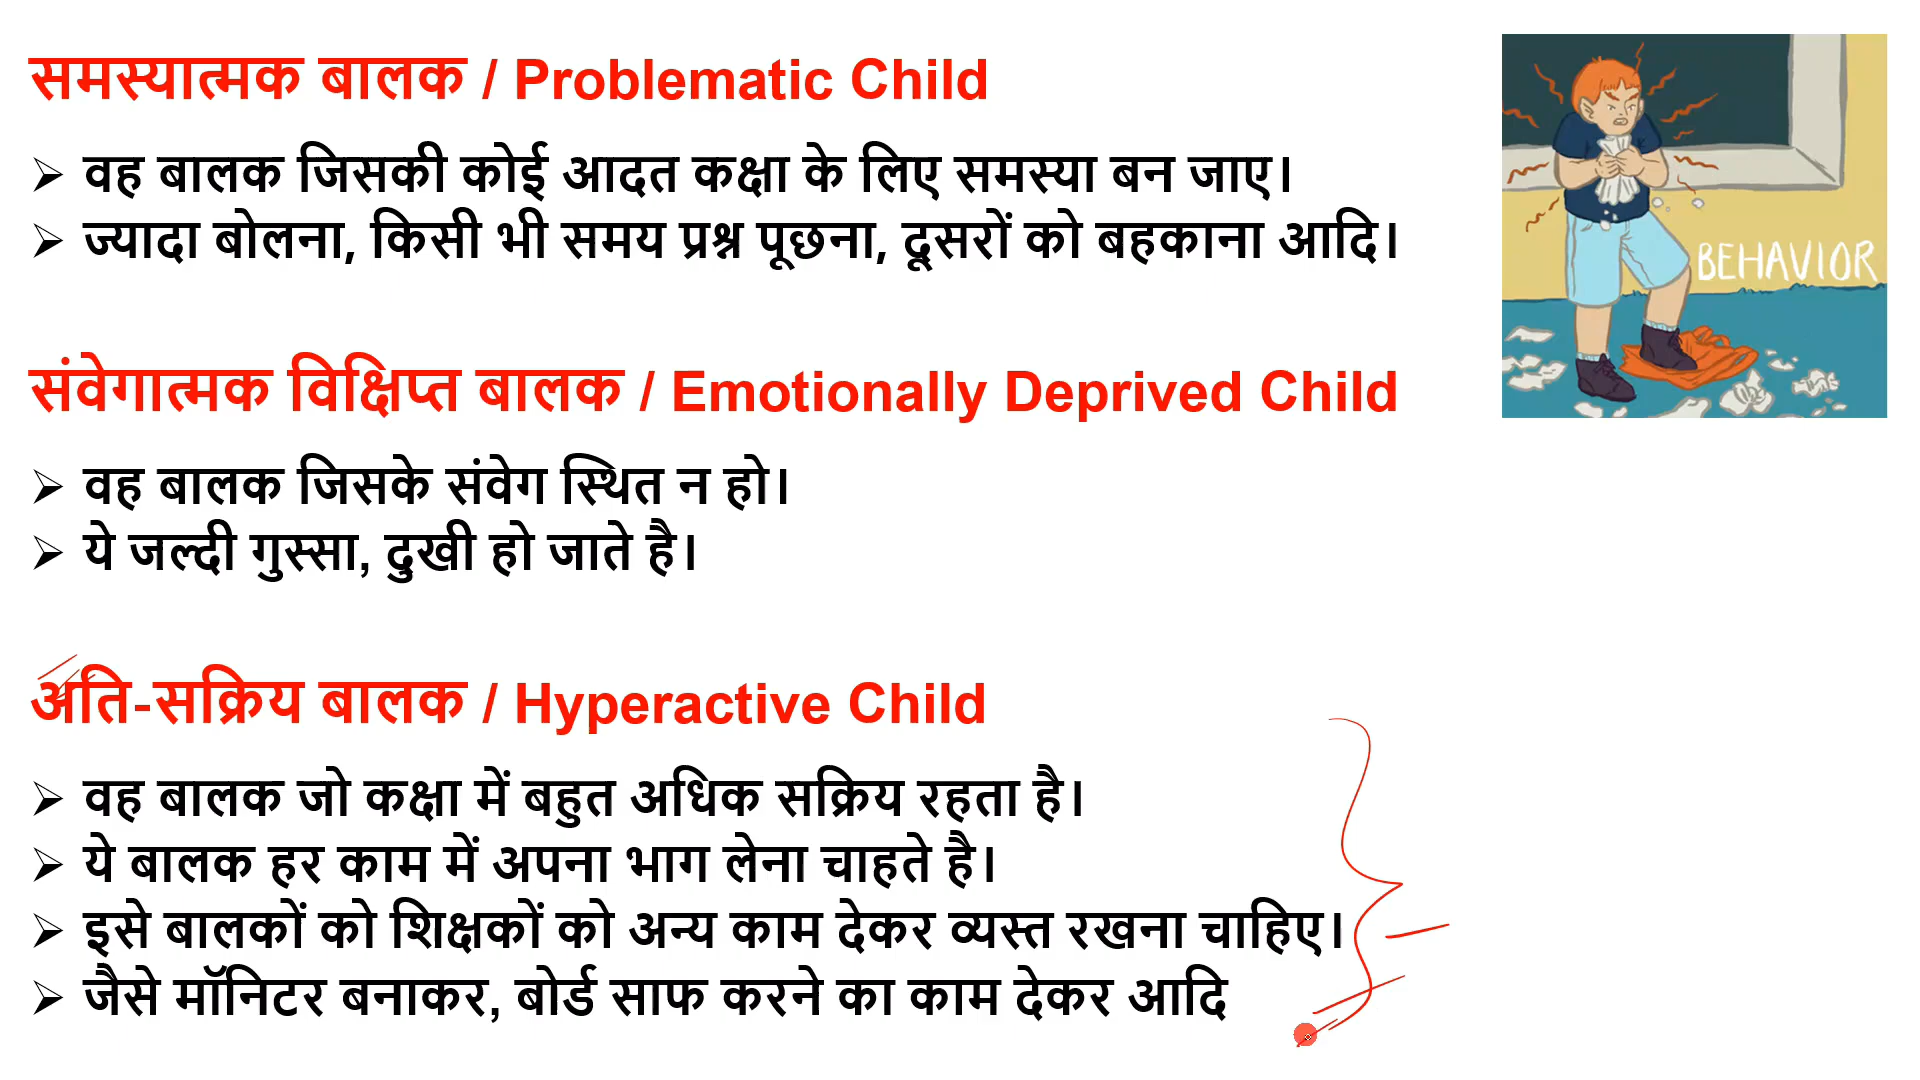 समस्यात्मक बालक / Problematic Child
➢ वह बालक जिसकी कोई आदत कक्षा के लिए समस्या बन जाए।
➢ ज्यादा बोलना, किसी भी समय प्रश्न पूछना, दूसरों को बहकाना आदि।
BEHAVIOR
संवेगात्मक विक्षिप्त बालक / Emotionally Deprived Child
➢ वह बालक जिसके संवेग स्थित न हो।
➢ ये जल्दी गुस्सा, दुखी हो जाते है।
अति-सक्रिय बालक / Hyperactive Child
➢ वह बालक जो कक्षा में बहुत अधिक सक्रिय रहता है।
➢ ये बालक हर काम में अपना भाग लेना चाहते है।
➢ इसे बालकों को शिक्षकों को अन्य काम देकर व्यस्त रखना चाहिए।
➢ जैसे मॉनिटर बनाकर, बोर्ड साफ करने का काम देकर आदि